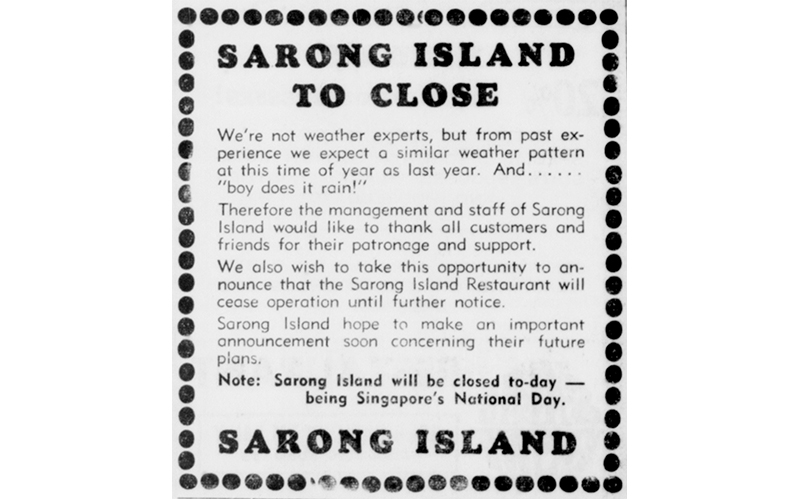 SARONG ISLAND
TO CLOSE
We're not weather experts, but from past ex-
perience we expect a similar weather pattern
at this time of year as last year. And......
"boy does it rain!"
Therefore the management and staff of Sarong
Island would like to thank all customers and
friends for their patronage and support.
We also wish to take this opportunity to an-
nounce that the Sarong Island Restaurant will
cease operation until further notice.
Sarong Island hope to make an important
announcement soon concerning their future
plans.
Note: Sarong Island will be closed to-day —
being Singapore's National Day.
SARONG ISLAND